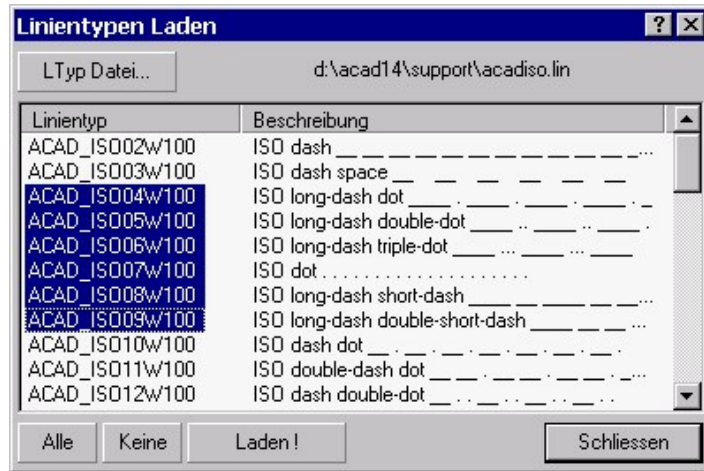 Linientypen Laden
LTyp Datei... d:\acad14\support\acadiso.lin
Linientyp Beschreibung
ACAD_ISO02W100 ISO dash __ __ __ __ __ __ __ __ __ __ __ __ _...
ACAD_ISO03W100 ISO dash space __ __ __ __ __ __
ACAD_ISO04W100 ISO long-dash dot ____ . ____ . ____ . ____ . _
ACAD_ISO05W100 ISO long-dash double-dot ____ .. ____ .. ____ .
ACAD_ISO06W100 ISO long-dash triple-dot ____ ... ____ ... ____
ACAD_ISO07W100 ISO dot . . . . . . . . . . . . . . . . . . . .
ACAD_ISO08W100 ISO long-dash short-dash ____ __ ____ __ ____ __...
ACAD_ISO09W100 ISO long-dash double-short-dash ____ __ __ ____ ...
ACAD_ISO10W100 ISO dash dot __ . __ . __ . __ . __ . __ . __ .
ACAD_ISO11W100 ISO double-dash dot __ __ . __ __ . __ __ . _...
ACAD_ISO12W100 ISO dash double-dot __ . . __ . . __ . . __ . .
Alle Keine Laden ! Schliessen